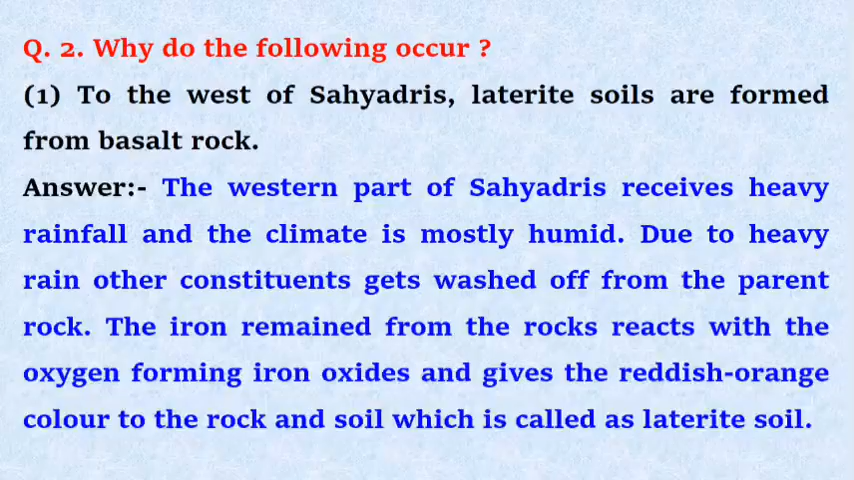 Q. 2. Why do the following occur ?
(1) To the west of Sahyadris, laterite soils are formed
from basalt rock.
Answer:- The western part of Sahyadris receives heavy
rainfall and the climate is mostly humid. Due to heavy
rain other constituents gets washed off from the parent
rock. The iron remained from the rocks reacts with the
oxygen forming iron oxides and gives the reddish-orange
colour to the rock and soil which is called as laterite soil.